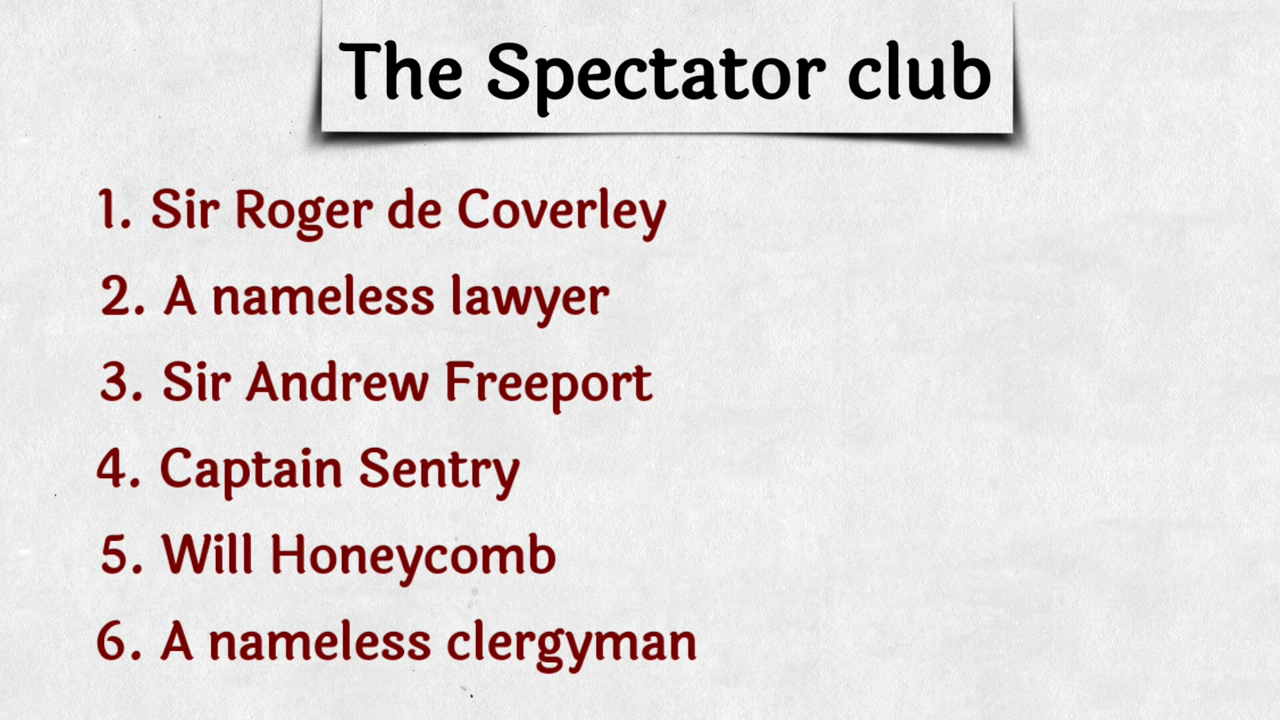 The Spectator club
1. Sir Roger de Coverley
2. A nameless lawyer
3. Sir Andrew Freeport
4. Captain Sentry
5. Will Honeycomb
6. A nameless clergyman